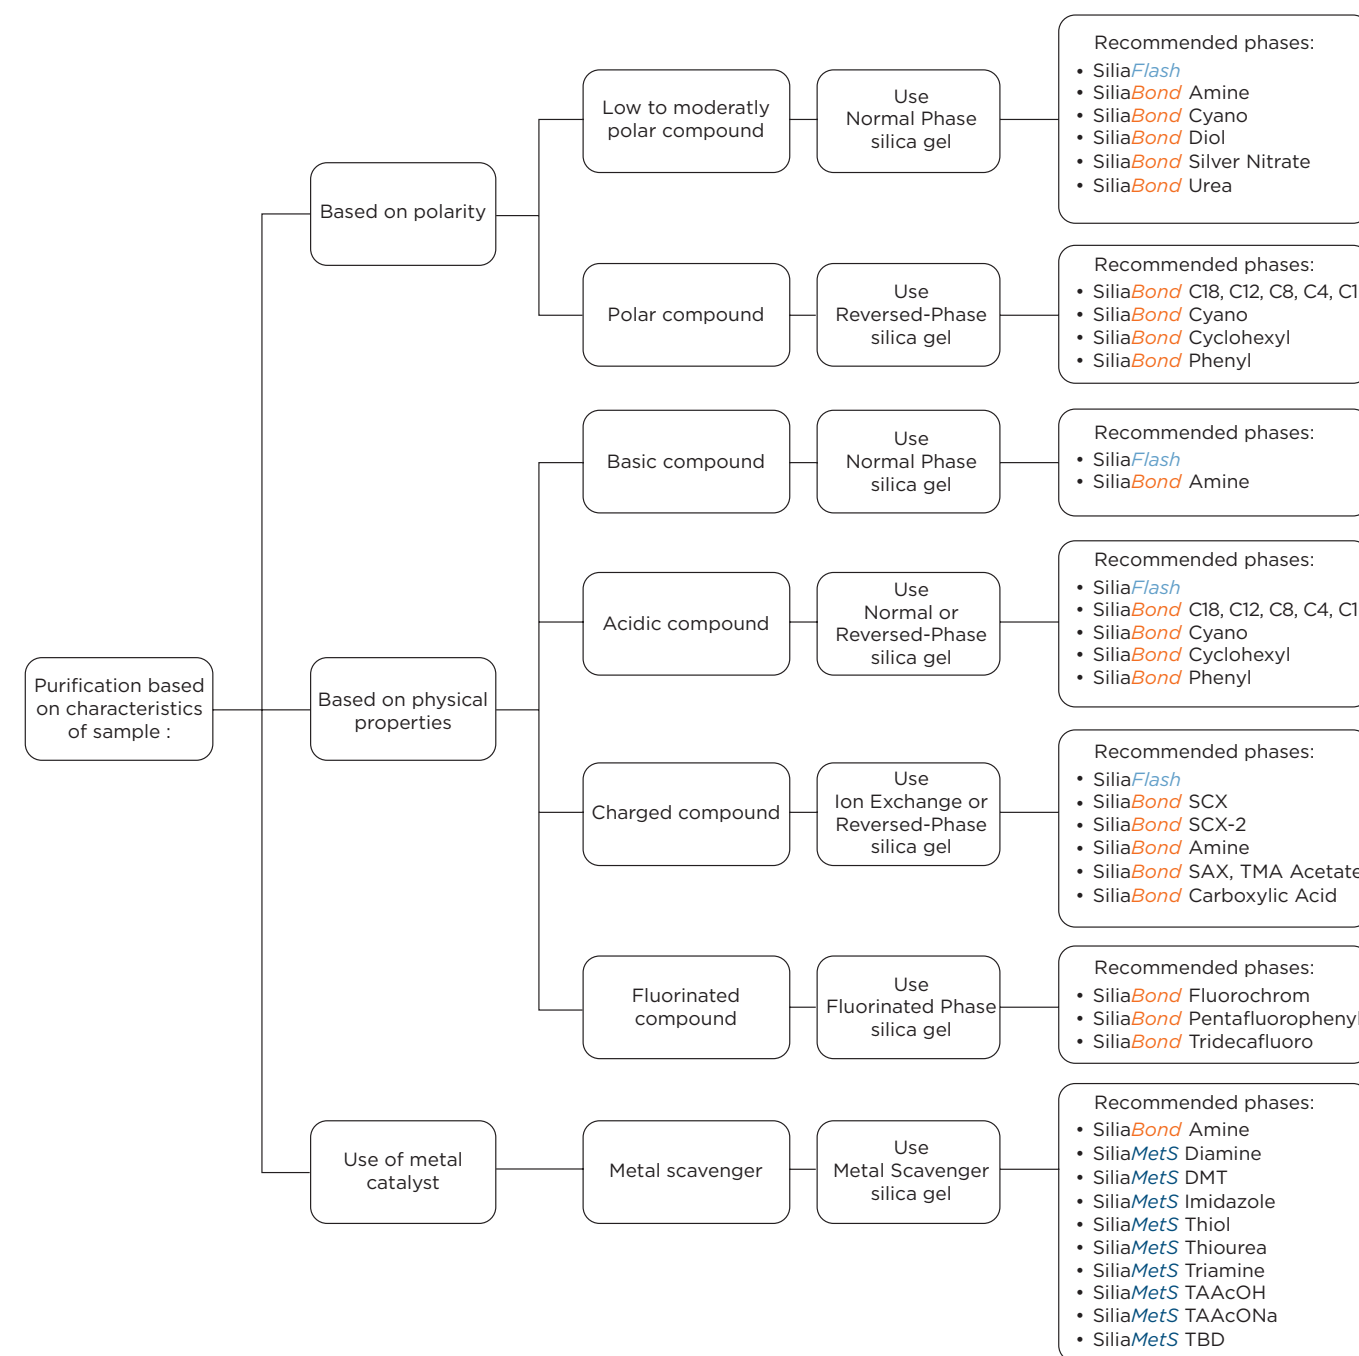 Purification based
on characteristics
of sample :
Based on polarity
Low to moderatly
polar compound
Use
Normal Phase
silica gel
Recommended phases:
• SiliaFlash
• SiliaBond Amine
• SiliaBond Cyano
• SiliaBond Diol
• SiliaBond Silver Nitrate
• SiliaBond Urea
Polar compound
Use
Reversed-Phase
silica gel
Recommended phases:
• SiliaBond C18, C12, C8, C4, C1
• SiliaBond Cyano
• SiliaBond Cyclohexyl
• SiliaBond Phenyl
Based on physical
properties
Basic compound
Use
Normal Phase
silica gel
Recommended phases:
• SiliaFlash
• SiliaBond Amine
Acidic compound
Use
Normal or
Reversed-Phase
silica gel
Recommended phases:
• SiliaFlash
• SiliaBond C18, C12, C8, C4, C1
• SiliaBond Cyano
• SiliaBond Cyclohexyl
• SiliaBond Phenyl
Charged compound
Use
Ion Exchange or
Reversed-Phase
silica gel
Recommended phases:
• SiliaFlash
• SiliaBond SCX
• SiliaBond SCX-2
• SiliaBond Amine
• SiliaBond SAX, TMA Acetate
• SiliaBond Carboxylic Acid
Fluorinated
compound
Use
Fluorinated Phase
silica gel
Recommended phases:
• SiliaBond Fluorochrom
• SiliaBond Pentafluorophenyl
• SiliaBond Tridecafluoro
Use of metal
catalyst
Metal scavenger
Use
Metal Scavenger
silica gel
Recommended phases:
• SiliaBond Amine
• SiliaMetS Diamine
• SiliaMetS DMT
• SiliaMetS Imidazole
• SiliaMetS Thiol
• SiliaMetS Thiourea
• SiliaMetS Triamine
• SiliaMetS TAAcOH
• SiliaMetS TAAcONa
• SiliaMetS TBD